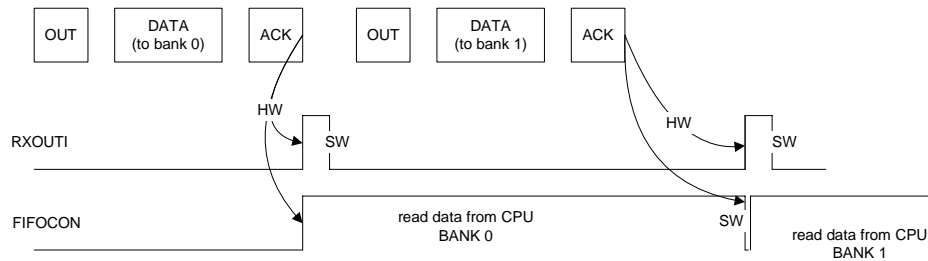 OUT
DATA
(to bank 0)
ACK
OUT
DATA
(to bank 1)
ACK
HW
HW
RXOUTI
SW
SW
FIFOCON
read data from CPU
BANK 0
SW
read data from CPU
BANK 1